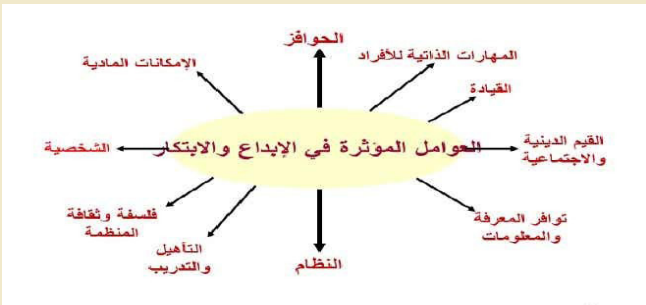 الحوافز
المهارات الذاتية للأفراد
الإمكانات المادية
القيادة
العوامل المؤثرة في الإبداع والابتكار
القيم الدينية
والاجتماعية
الشخصية
توافر المعرفة
والمعلومات
فلسفة وثقافة
المنظمة
التأهيل
والتدريب
النظام